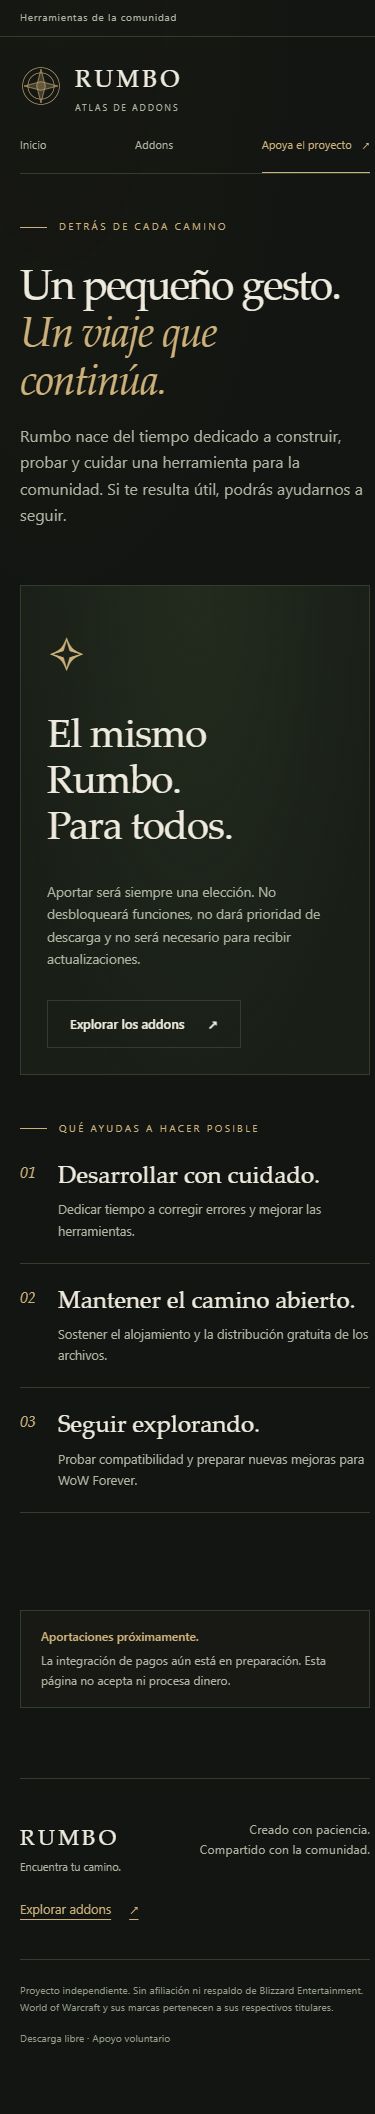 Herramientas de la comunidad
RUMBO
ATLAS DE ADDONS
Inicio
Addons
Apoya el proyecto ↗
DETRÁS DE CADA CAMINO
Un pequeño gesto.
Un viaje que
continúa.
Rumbo nace del tiempo dedicado a construir,
probar y cuidar una herramienta para la
comunidad. Si te resulta útil, podrás ayudarnos a
seguir.
El mismo
Rumbo.
Para todos.
Aportar será siempre una elección. No
desbloqueará funciones, no dará prioridad de
descarga y no será necesario para recibir
actualizaciones.
Explorar los addons ↗
QUÉ AYUDAS A HACER POSIBLE
01 Desarrollar con cuidado.
Dedicar tiempo a corregir errores y mejorar las
herramientas.
02 Mantener el camino abierto.
Sostener el alojamiento y la distribución gratuita de los
archivos.
03 Seguir explorando.
Probar compatibilidad y preparar nuevas mejoras para
WoW Forever.
Aportaciones próximamente.
La integración de pagos aún está en preparación. Esta
página no acepta ni procesa dinero.
RUMBO
Encuentra tu camino.
Creado con paciencia.
Compartido con la comunidad.
Explorar addons ↗
Proyecto independiente. Sin afiliación ni respaldo de Blizzard Entertainment.
World of Warcraft y sus marcas pertenecen a sus respectivos titulares.
Descarga libre · Apoyo voluntario